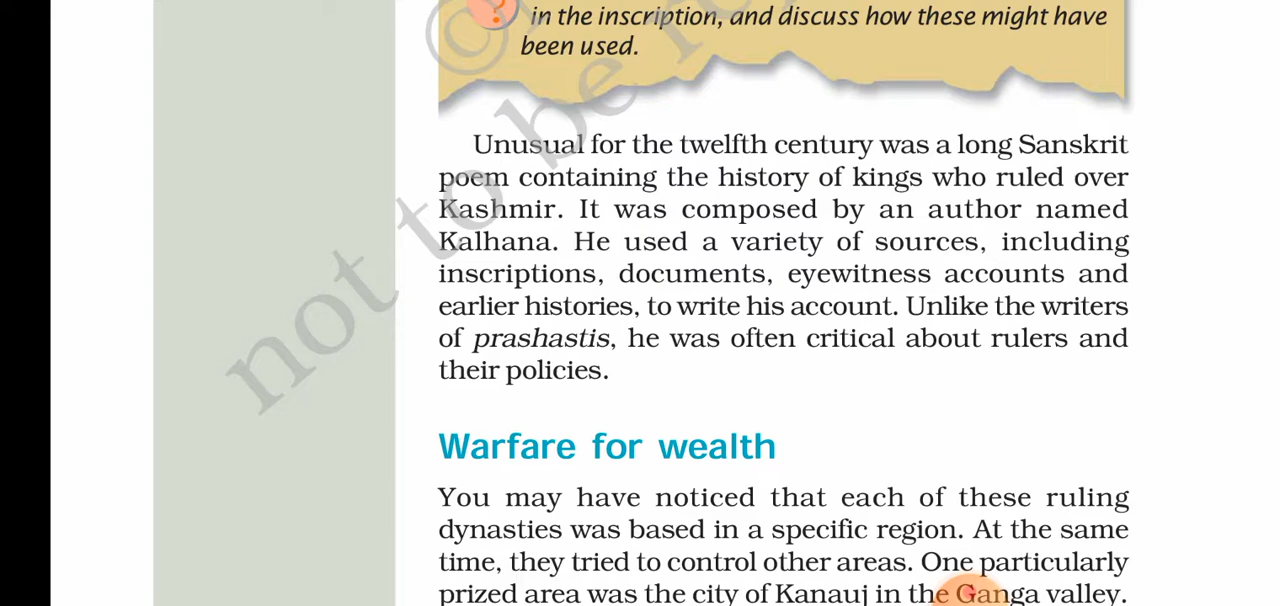 in the inscription, and discuss how these might have
been used.
Unusual for the twelfth century was a long Sanskrit
poem containing the history of kings who ruled over
Kashmir. It was composed by an author named
Kalhana. He used a variety of sources, including
inscriptions, documents, eyewitness accounts and
earlier histories, to write his account. Unlike the writers
of prashastis, he was often critical about rulers and
their policies.
Warfare for wealth
You may have noticed that each of these ruling
dynasties was based in a specific region. At the same
time, they tried to control other areas. One particularly
prized area was the city of Kanauj in the Ganga valley.
?
©
not to be